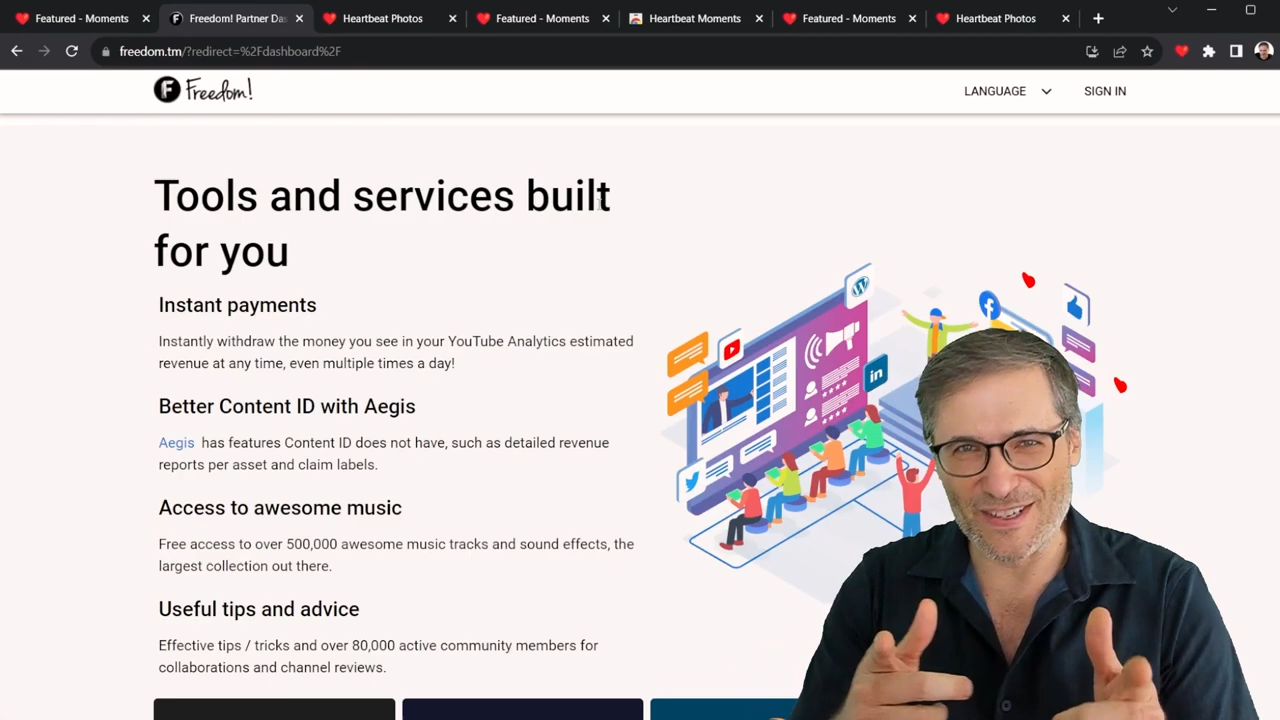 Featured - Moments
Freedom! Partner Das
Heartbeat Photos
Featured - Moments
Heartbeat Moments
Featured - Moments
Heartbeat Photos
freedom.tm/?redirect=%2Fdashboard%2F
F Freedom!
LANGUAGE
SIGN IN
Tools and services built
for you
Instant payments
Instantly withdraw the money you see in your YouTube Analytics estimated
revenue at any time, even multiple times a day!
Better Content ID with Aegis
Aegis has features Content ID does not have, such as detailed revenue
reports per asset and claim labels.
Access to awesome music
Free access to over 500,000 awesome music tracks and sound effects, the
largest collection out there.
Useful tips and advice
Effective tips / tricks and over 80,000 active community members for
collaborations and channel reviews.
W
f
in